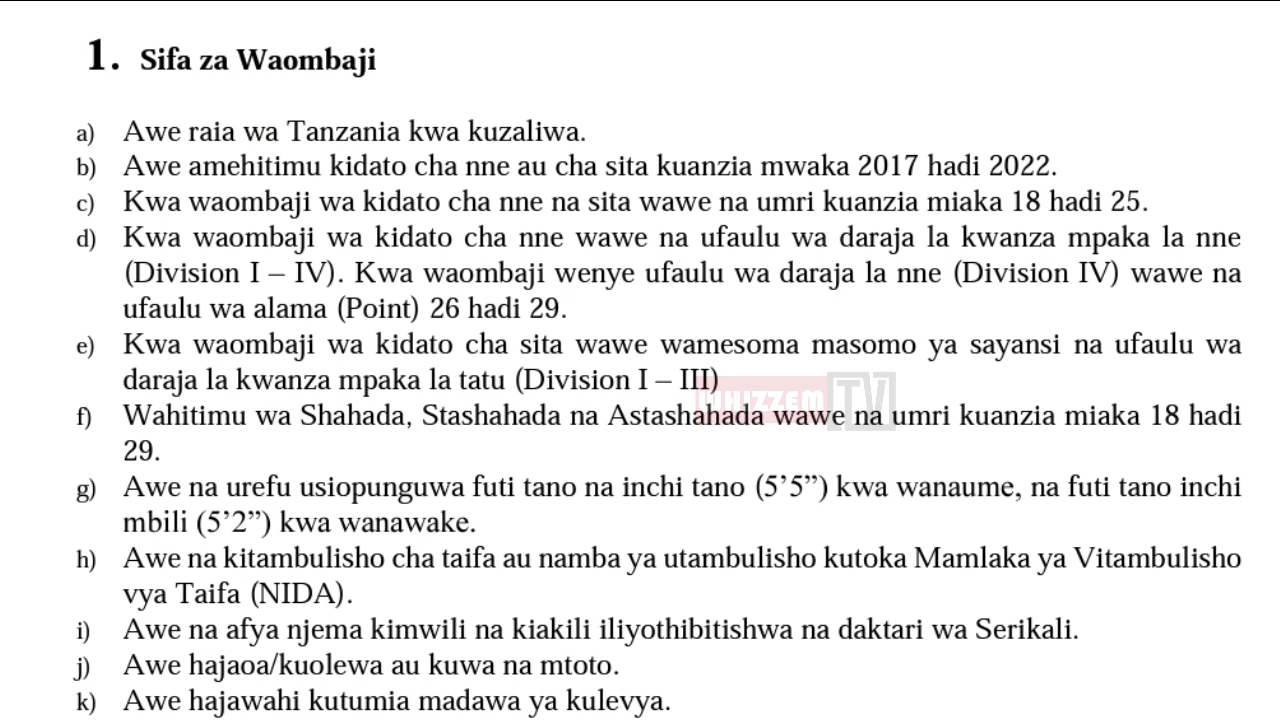 1. Sifa za Waombaji
a) Awe raia wa Tanzania kwa kuzaliwa.
b) Awe amehitimu kidato cha nne au cha sita kuanzia mwaka 2017 hadi 2022.
c) Kwa waombaji wa kidato cha nne na sita wawe na umri kuanzia miaka 18 hadi 25.
d) Kwa waombaji wa kidato cha nne wawe na ufaulu wa daraja la kwanza mpaka la nne
(Division I – IV). Kwa waombaji wenye ufaulu wa daraja la nne (Division IV) wawe na
ufaulu wa alama (Point) 26 hadi 29.
e) Kwa waombaji wa kidato cha sita wawe wamesoma masomo ya sayansi na ufaulu wa
daraja la kwanza mpaka la tatu (Division I – III)
WHIZZEM TV
f) Wahitimu wa Shahada, Stashahada na Astashahada wawe na umri kuanzia miaka 18 hadi
29.
g) Awe na urefu usiopunguwa futi tano na inchi tano (5’5”) kwa wanaume, na futi tano inchi
mbili (5’2”) kwa wanawake.
h) Awe na kitambulisho cha taifa au namba ya utambulisho kutoka Mamlaka ya Vitambulisho
vya Taifa (NIDA).
i) Awe na afya njema kimwili na kiakili iliyothibitishwa na daktari wa Serikali.
j) Awe hajaoa/kuolewa au kuwa na mtoto.
k) Awe hajawahi kutumia madawa ya kulevya.